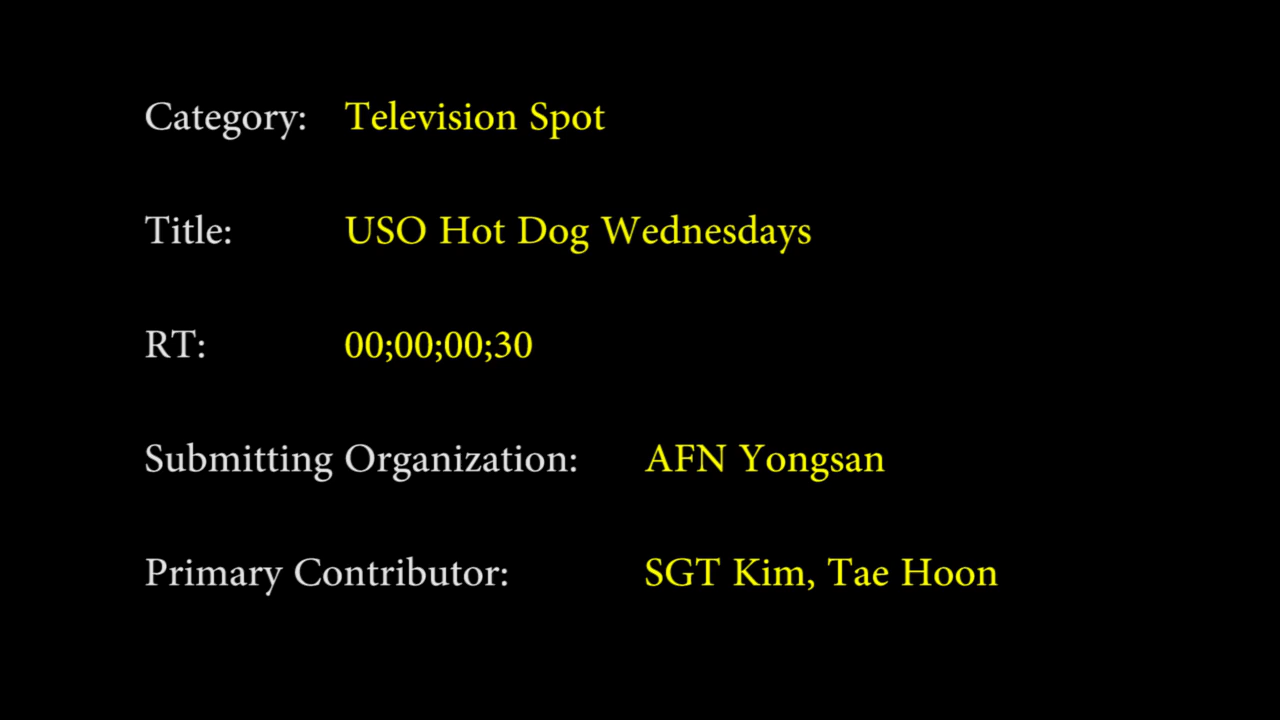 Category: Television Spot
Title: USO Hot Dog Wednesdays
RT: 00;00;00;30
Submitting Organization: AFN Yongsan
Primary Contributor: SGT Kim, Tae Hoon